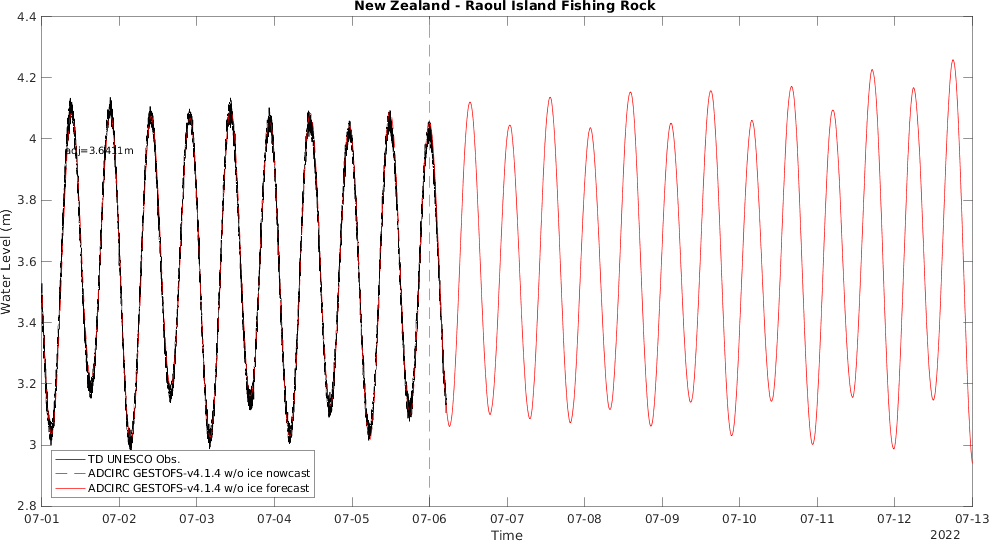 New Zealand - Raoul Island Fishing Rock
4.4
4.2
4
3.8
3.6
3.4
3.2
3
2.8
Water Level (m)
adj=3.6411m
TD UNESCO Obs.
ADCIRC GESTOFS-v4.1.4 w/o ice nowcast
ADCIRC GESTOFS-v4.1.4 w/o ice forecast
07-01 07-02 07-03 07-04 07-05 07-06 07-07 07-08 07-09 07-10 07-11 07-12 07-13
Time
2022